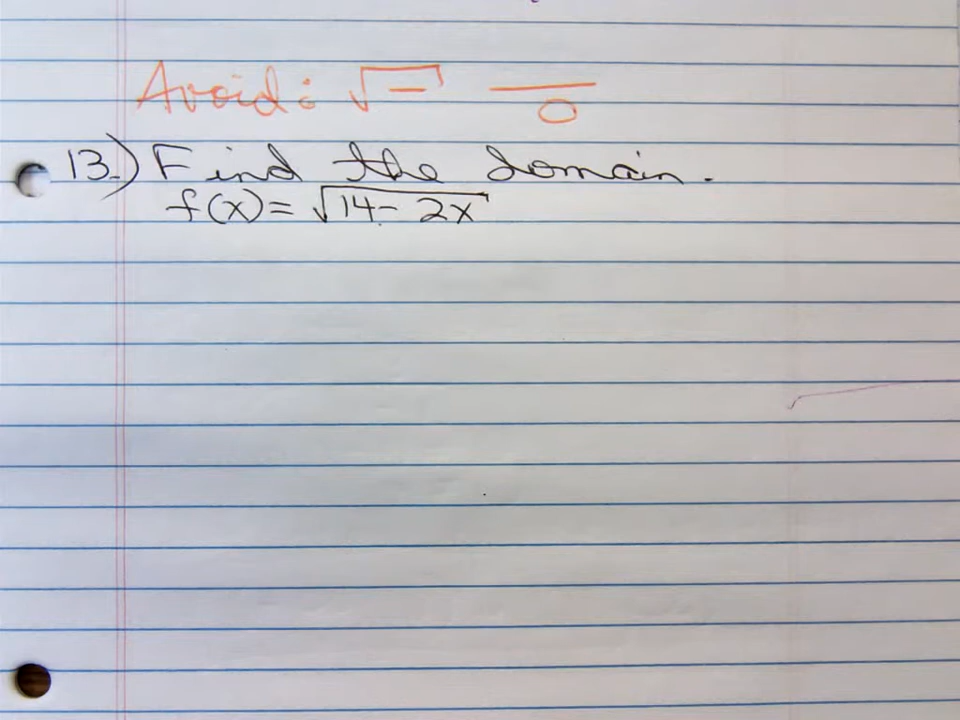 Avoid: √− —/0
13.) Find the domain.
f(x) = √14 - 2x